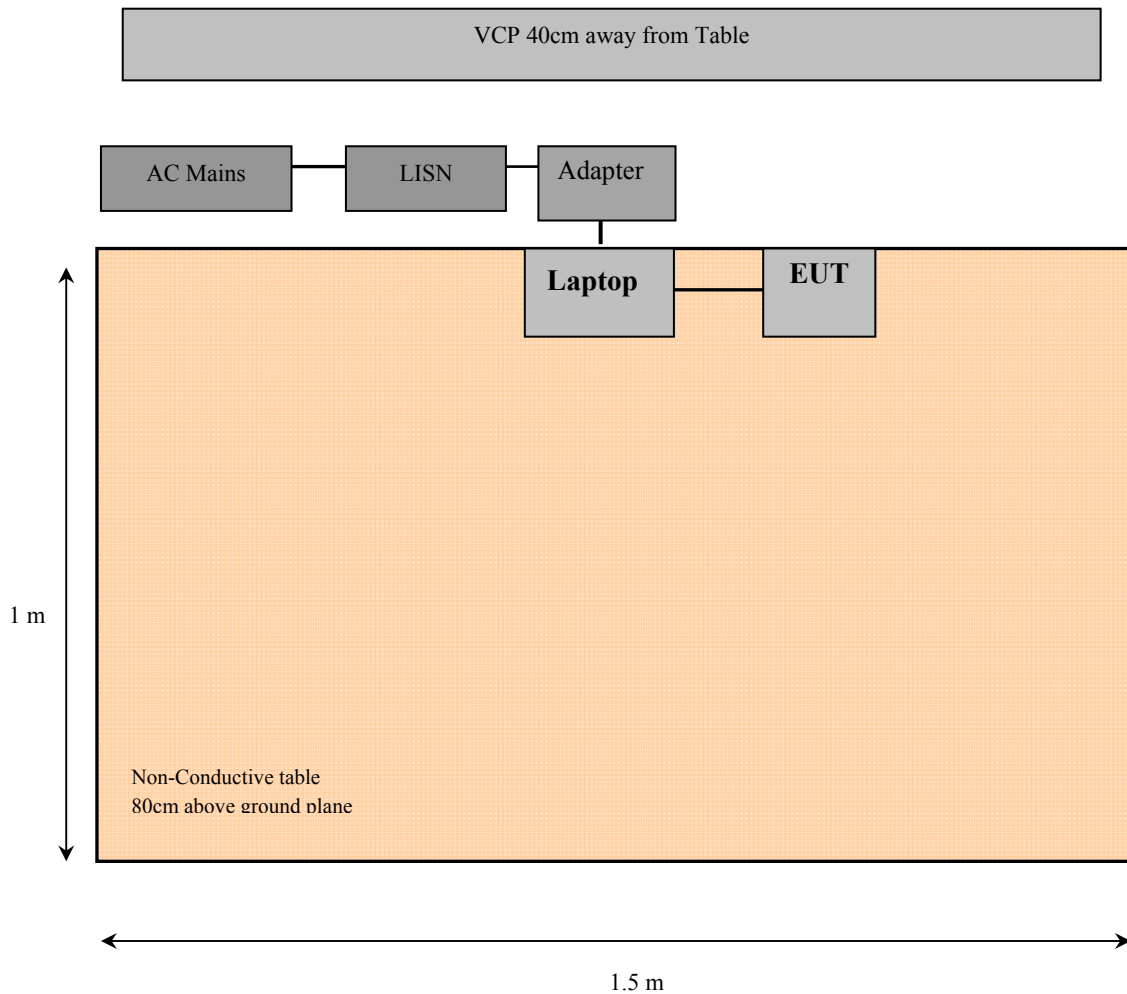 VCP 40cm away from Table
AC Mains
LISN
Adapter
Laptop
EUT
1 m
Non-Conductive table
80cm above ground plane
1.5 m